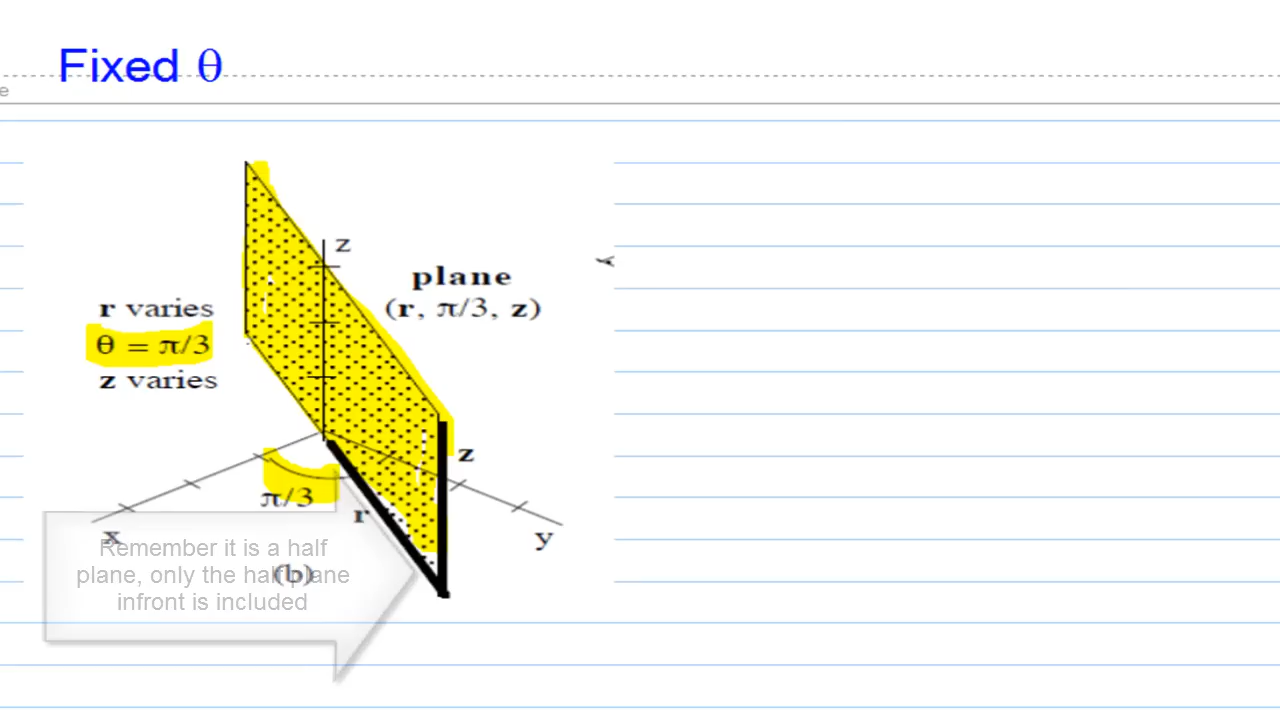 Fixed θ
e
z
plane
(r, π/3, z)
r varies
θ = π/3
z varies
z
π/3
r
x
y
(b)
Remember it is a half
plane, only the half plane
infront is included